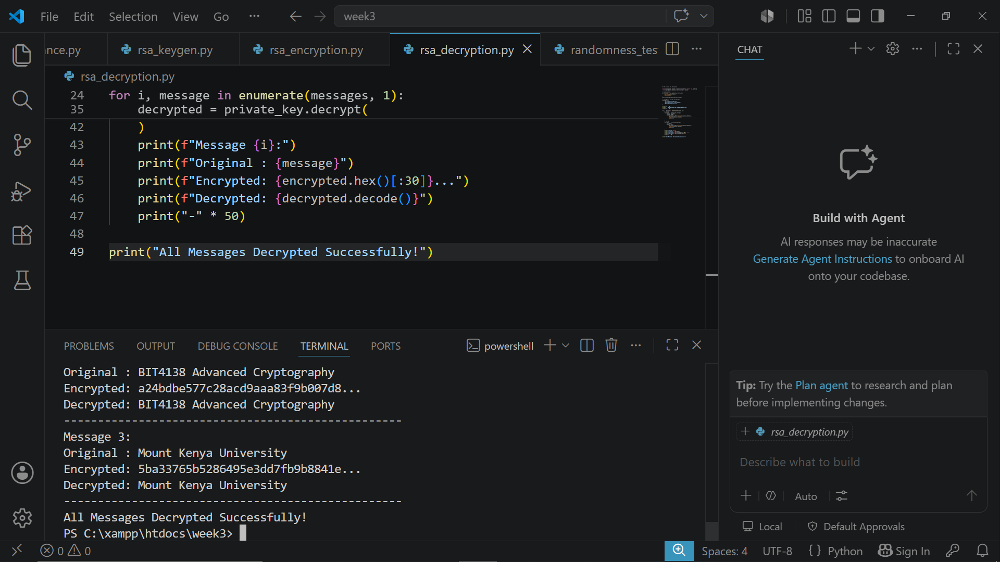 File Edit Selection View Go ··· week3
nce.py rsa_keygen.py rsa_encryption.py rsa_decryption.py randomness_tes
rsa_decryption.py
24 for i, message in enumerate(messages, 1):
35 decrypted = private_key.decrypt(
42 )
43 print(f"Message {i}:")
44 print(f"Original : {message}")
45 print(f"Encrypted: {encrypted.hex()[:30]}...")
46 print(f"Decrypted: {decrypted.decode()}")
47 print("-" * 50)
48
49 print("All Messages Decrypted Successfully!")
PROBLEMS OUTPUT DEBUG CONSOLE TERMINAL PORTS powershell
Original : BIT4138 Advanced Cryptography
Encrypted: a24bdbe577c28acd9aaa83f9b007d8...
Decrypted: BIT4138 Advanced Cryptography
--------------------------------------------------
Message 3:
Original : Mount Kenya University
Encrypted: 5ba33765b5286495e3dd7fb9b8841e...
Decrypted: Mount Kenya University
--------------------------------------------------
All Messages Decrypted Successfully!
PS C:\xampp\htdocs\week3>
CHAT
Build with Agent
AI responses may be inaccurate
Generate Agent Instructions to onboard AI
onto your codebase.
Tip: Try the Plan agent to research and plan
before implementing changes.
rsa_decryption.py
Describe what to build
Auto
Local Default Approvals
0 0 Spaces: 4 UTF-8 {} Python Sign In